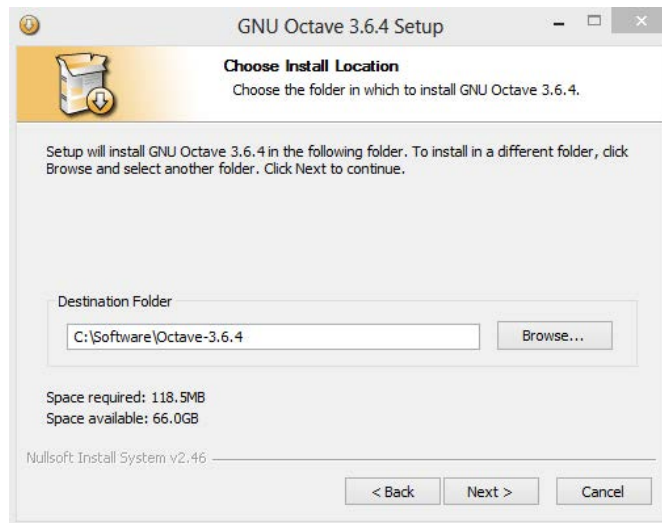 GNU Octave 3.6.4 Setup
Choose Install Location
Choose the folder in which to install GNU Octave 3.6.4.
Setup will install GNU Octave 3.6.4 in the following folder. To install in a different folder, click
Browse and select another folder. Click Next to continue.
Destination Folder
C:\Software\Octave-3.6.4
Browse...
Space required: 118.5MB
Space available: 66.0GB
Nullsoft Install System v2.46
< Back
Next >
Cancel